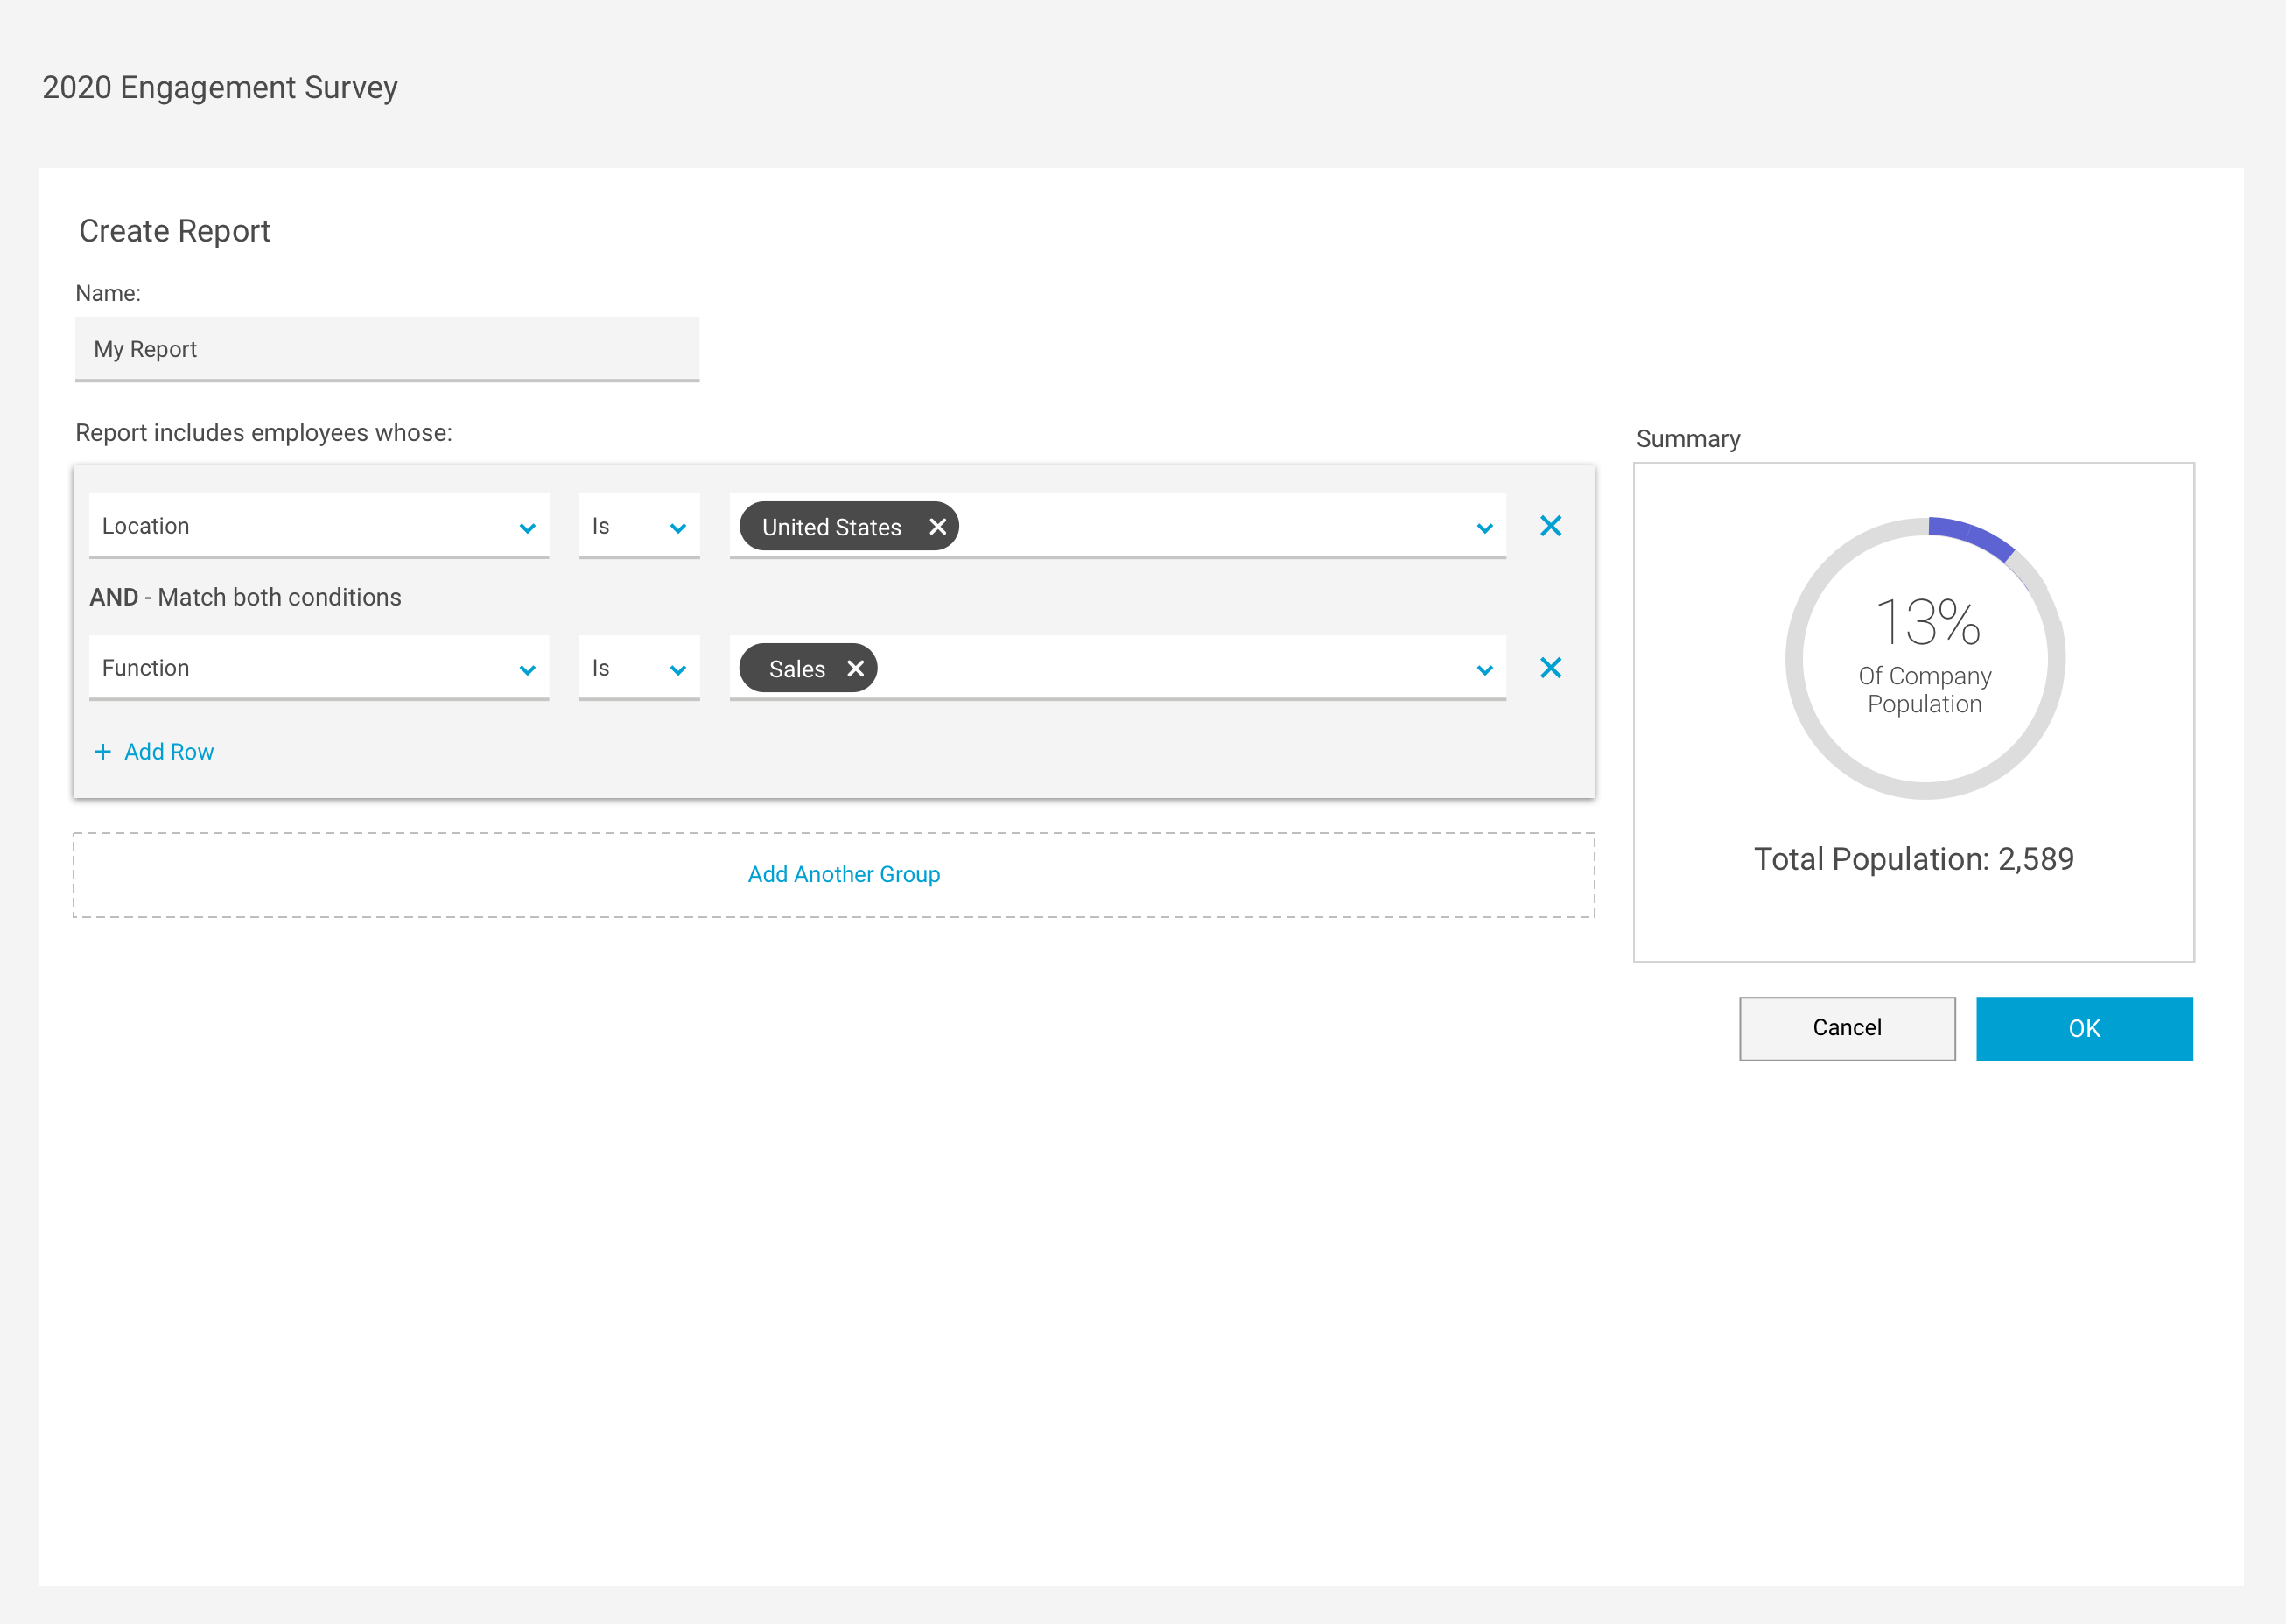 2020 Engagement Survey
Create Report
Name:
My Report
Report includes employees whose:
Location
Is
United States
AND - Match both conditions
Function
Is
Sales
+ Add Row
Add Another Group
Summary
13%
Of Company
Population
Total Population: 2,589
Cancel
OK